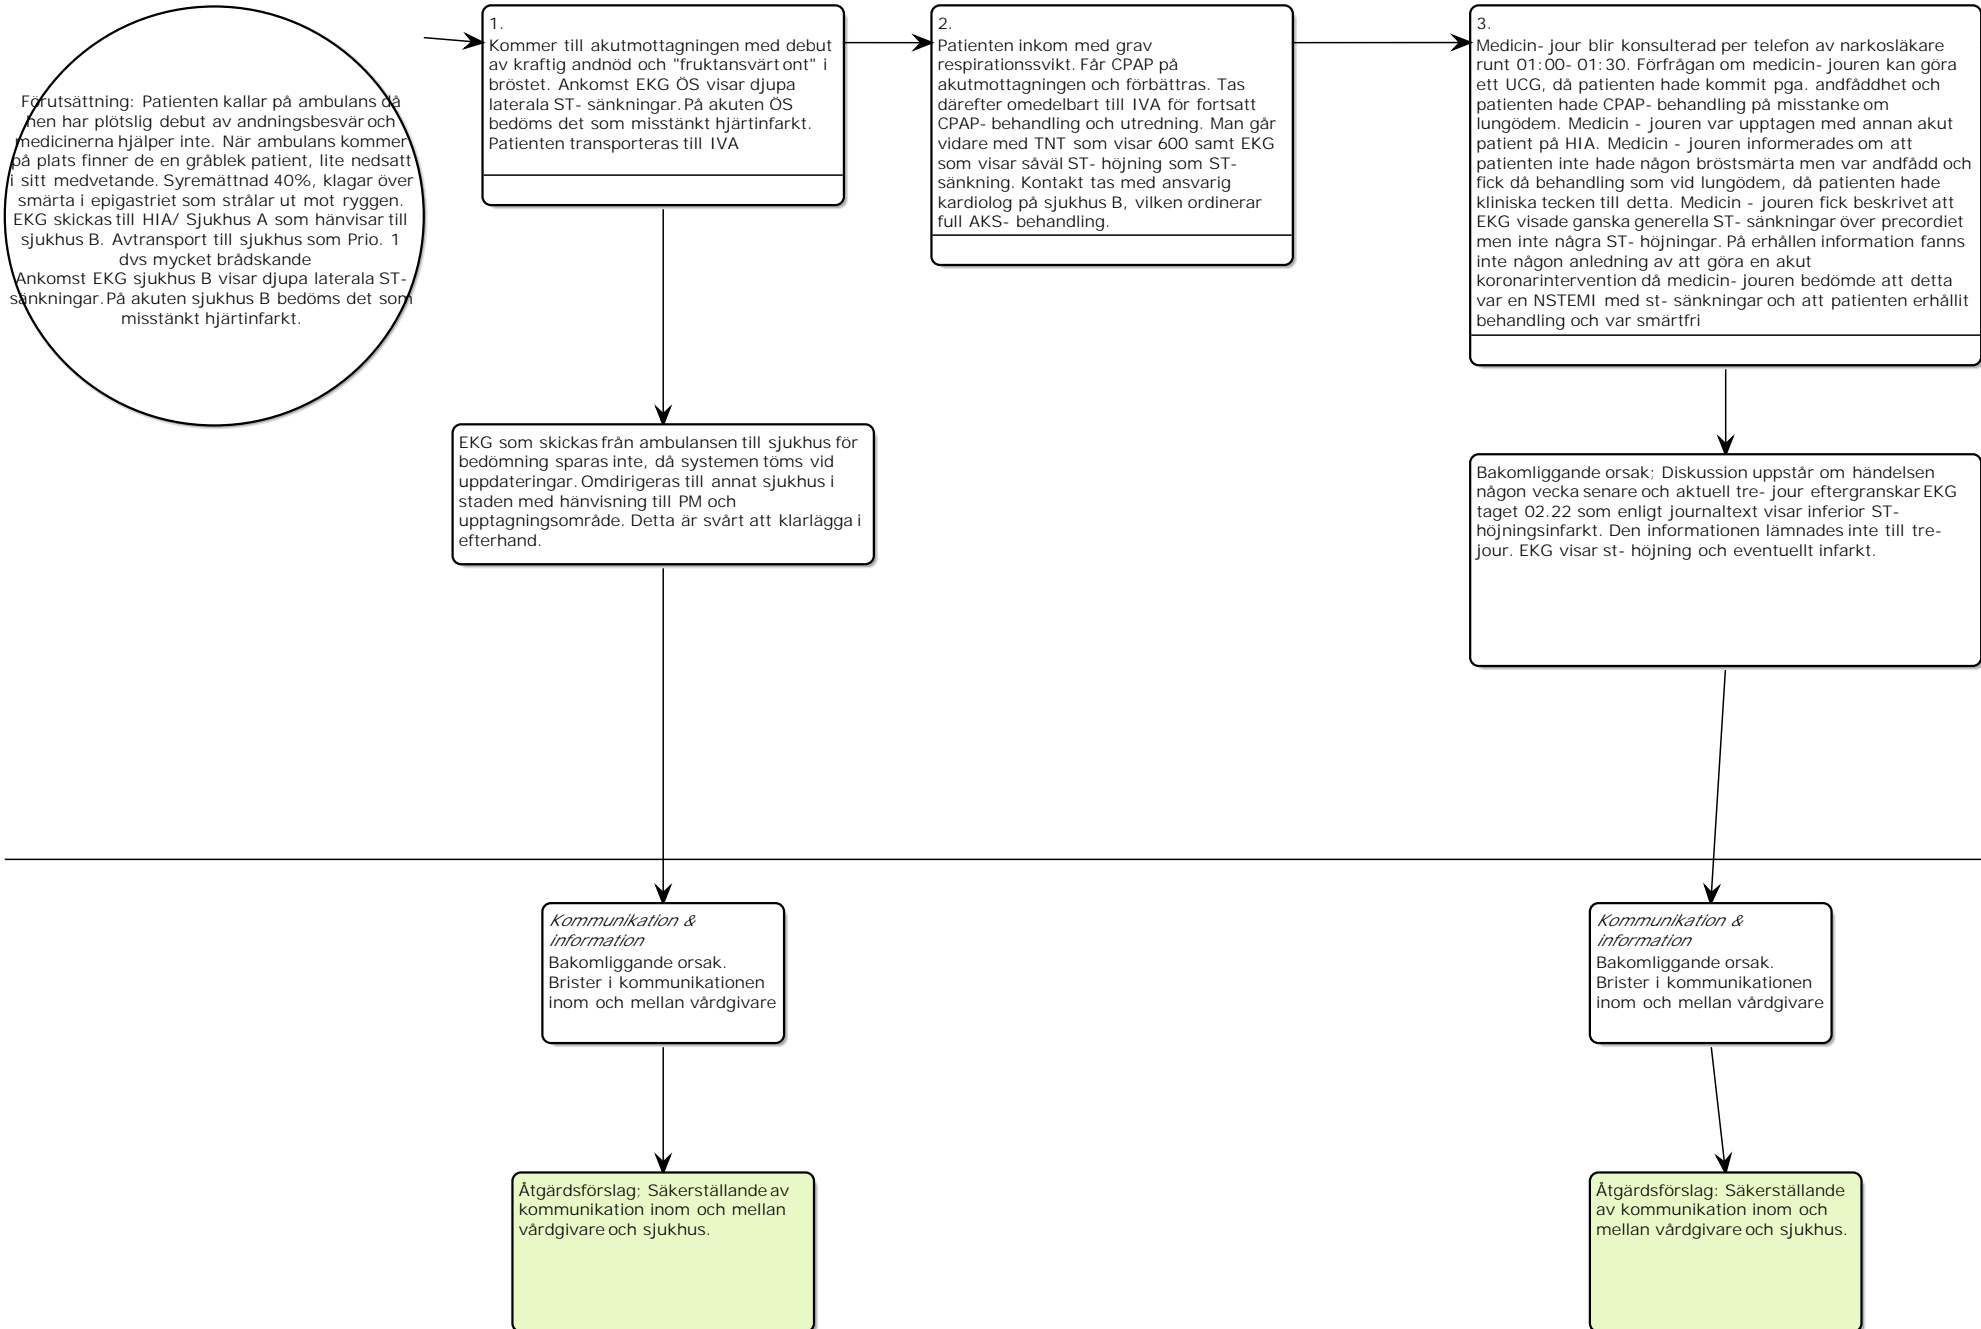 Förutsättning: Patienten kallar på ambulans då
hen har plötslig debut av andningsbesvär och
medicinerna hjälper inte. När ambulans kommer
på plats finner de en gråblek patient, lite nedsatt
i sitt medvetande. Syremättnad 40%, klagar över
smärta i epigastriet som strålar ut mot ryggen.
EKG skickas till HIA/ Sjukhus A som hänvisar till
sjukhus B. Avtransport till sjukhus som Prio. 1
dvs mycket brådskande
Ankomst EKG sjukhus B visar djupa laterala ST-
sänkningar. På akuten sjukhus B bedöms det som
misstänkt hjärtinfarkt.
1.
Kommer till akutmottagningen med debut
av kraftig andnöd och "fruktansvärt ont" i
bröstet. Ankomst EKG ÖS visar djupa
laterala ST- sänkningar. På akuten ÖS
bedöms det som misstänkt hjärtinfarkt.
Patienten transporteras till IVA
2.
Patienten inkom med grav
respirationssvikt. Får CPAP på
akutmottagningen och förbättras. Tas
därefter omedelbart till IVA för fortsatt
CPAP- behandling och utredning. Man går
vidare med TNT som visar 600 samt EKG
som visar såväl ST- höjning som ST-
sänkning. Kontakt tas med ansvarig
kardiolog på sjukhus B, vilken ordinerar
full AKS- behandling.
3.
Medicin- jour blir konsulterad per telefon av narkosläkare
runt 01:00- 01:30. Förfrågan om medicin- jouren kan göra
ett UCG, då patienten hade kommit pga. andfåddhet och
patienten hade CPAP- behandling på misstanke om
lungödem. Medicin - jouren var upptagen med annan akut
patient på HIA. Medicin - jouren informerades om att
patienten inte hade någon bröstsmärta men var andfådd och
fick då behandling som vid lungödem, då patienten hade
kliniska tecken till detta. Medicin - jouren fick beskrivet att
EKG visade ganska generella ST- sänkningar över precordiet
men inte några ST- höjningar. På erhållen information fanns
inte någon anledning av att göra en akut
koronarintervention då medicin- jouren bedömde att detta
var en NSTEMI med st- sänkningar och att patienten erhållit
behandling och var smärtfri
EKG som skickas från ambulansen till sjukhus för
bedömning sparas inte, då systemen töms vid
uppdateringar. Omdirigeras till annat sjukhus i
staden med hänvisning till PM och
upptagningsområde. Detta är svårt att klarlägga i
efterhand.
Bakomliggande orsak; Diskussion uppstår om händelsen
någon vecka senare och aktuell tre- jour eftergranskar EKG
taget 02.22 som enligt journaltext visar inferior ST-
höjningsinfarkt. Den informationen lämnades inte till tre-
jour. EKG visar st- höjning och eventuellt infarkt.
Kommunikation &
information
Bakomliggande orsak.
Brister i kommunikationen
inom och mellan vårdgivare
Kommunikation &
information
Bakomliggande orsak.
Brister i kommunikationen
inom och mellan vårdgivare
Åtgärdsförslag; Säkerställande av
kommunikation inom och mellan
vårdgivare och sjukhus.
Åtgärdsförslag: Säkerställande
av kommunikation inom och
mellan vårdgivare och sjukhus.